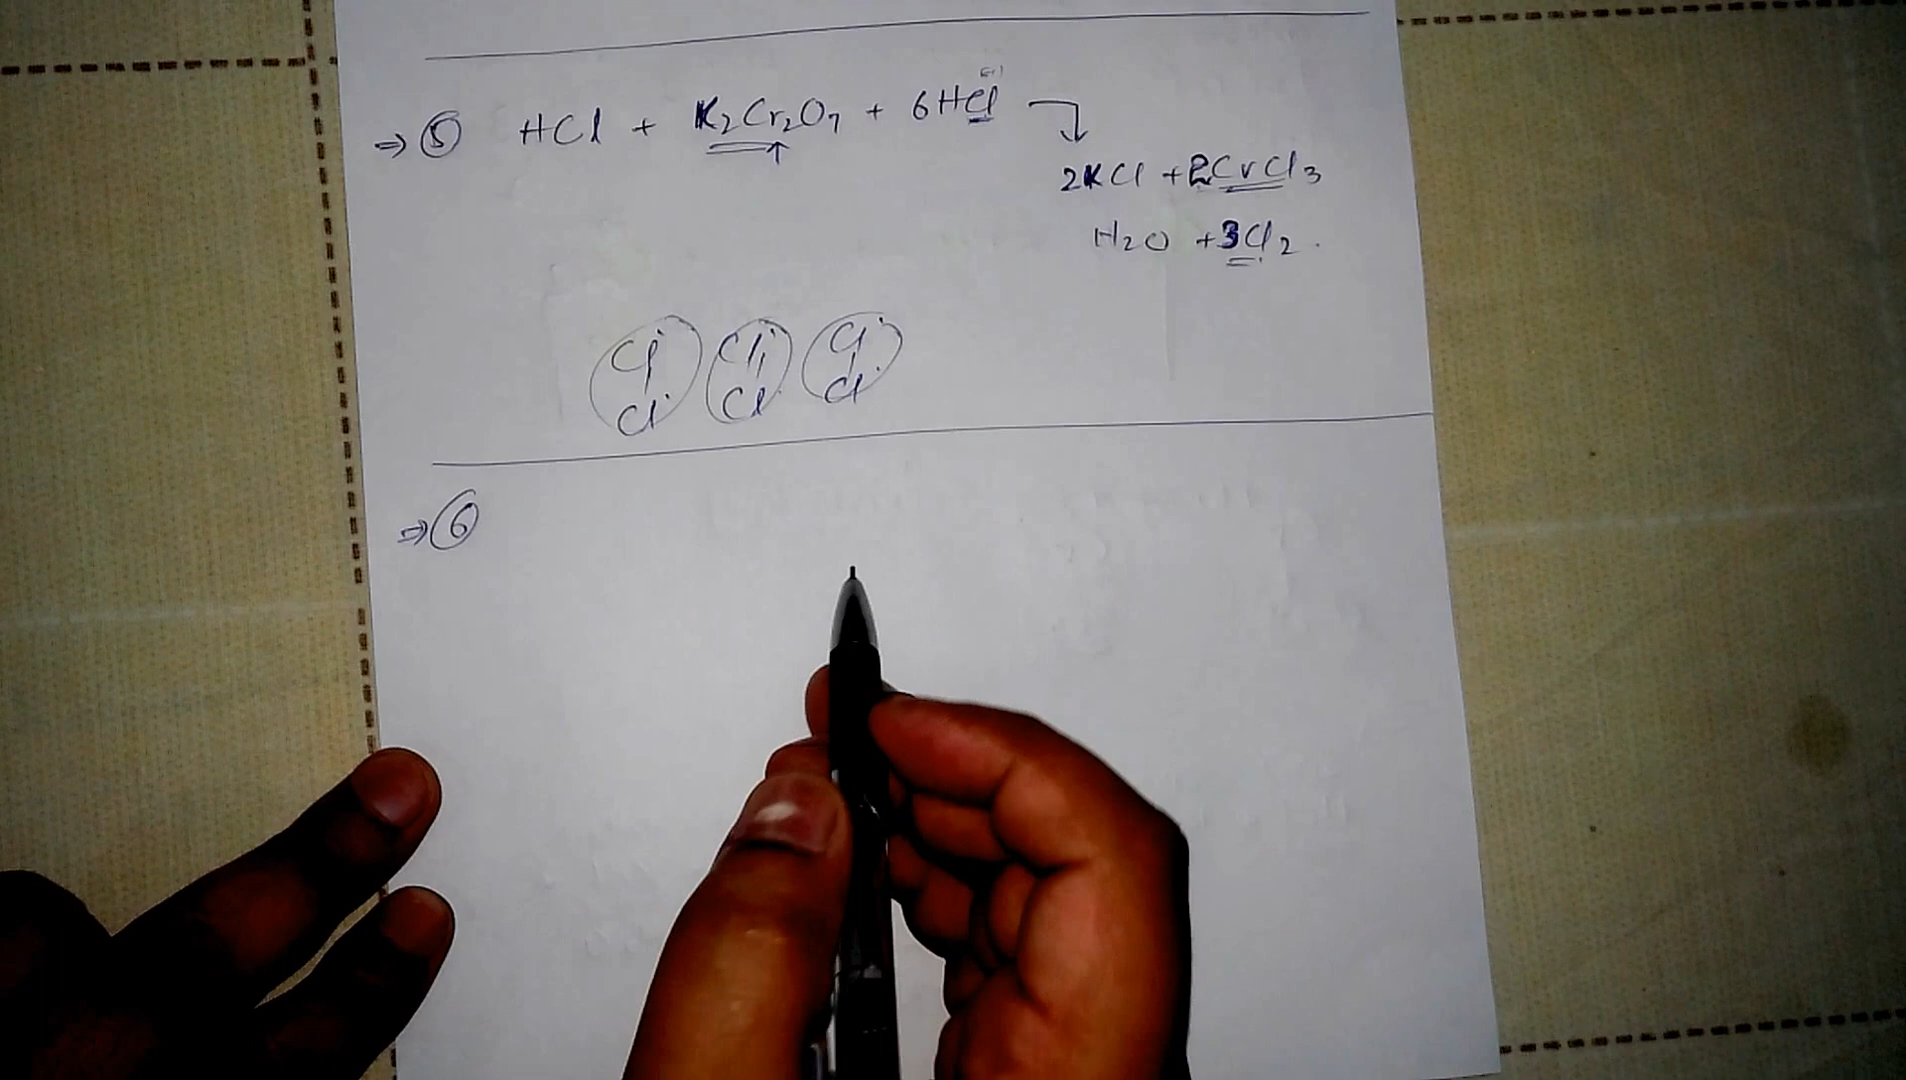 ⇒ ⑤ HCl + K₂Cr₂O₇ + 6HCl
2KCl + 2CrCl₃
H₂O + 3Cl₂.
Cl Cl Cl
Cl Cl Cl
⇒ ⑥